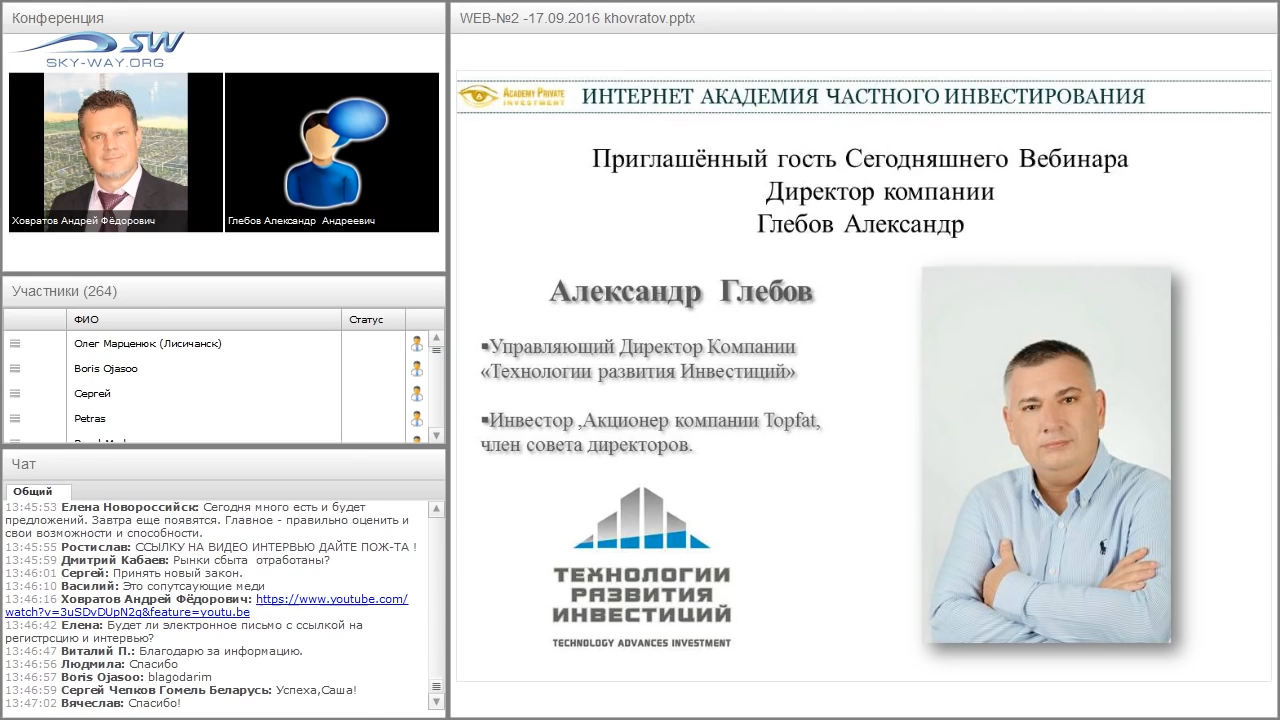 Конференция
SW
SKY-WAY.ORG
Ховратов Андрей Фёдорович
Глебов Александр Андреевич
Участники (264)
ФИО
Статус
Олег Марценюк (Лисичанск)
Boris Ojasoo
Сергей
Petras
Чат
Общий
13:45:53 Елена Новороссийск: Сегодня много есть и будет
предложений. Завтра еще появятся. Главное - правильно оценить и
свои возможности и способности.
13:45:55 Ростислав: ССЫЛКУ НА ВИДЕО ИНТЕРВЬЮ ДАЙТЕ ПОЖ-ТА !
13:45:59 Дмитрий Кабаев: Рынки сбыта отработаны?
13:46:01 Сергей: Принять новый закон.
13:46:10 Василий: Это сопутсаующие меди
13:46:16 Ховратов Андрей Фёдорович: https://www.youtube.com/
watch?v=3uSDvDUpN2q&feature=youtu.be
13:46:42 Елена: Будет ли электронное письмо с ссылкой на
регистрсцию и интервью?
13:46:47 Виталий П.: Благодарю за информацию.
13:46:56 Людмила: Спасибо
13:46:57 Boris Ojasoo: blagodarim
13:46:59 Сергей Чепков Гомель Беларусь: Успеха,Саша!
13:47:02 Вячеслав: Спасибо!
WEB-№2 -17.09.2016 khovratov.pptx
ACADEMY PRIVATE
INVESTMENT
ИНТЕРНЕТ АКАДЕМИЯ ЧАСТНОГО ИНВЕСТИРОВАНИЯ
Приглашённый гость Сегодняшнего Вебинара
Директор компании
Глебов Александр
Александр Глебов
▪Управляющий Директор Компании
«Технологии развития Инвестиций»
▪Инвестор ,Акционер компании Topfat,
член совета директоров.
ТЕХНОЛОГИИ
РАЗВИТИЯ
ИНВЕСТИЦИЙ
TECHNOLOGY ADVANCES INVESTMENT